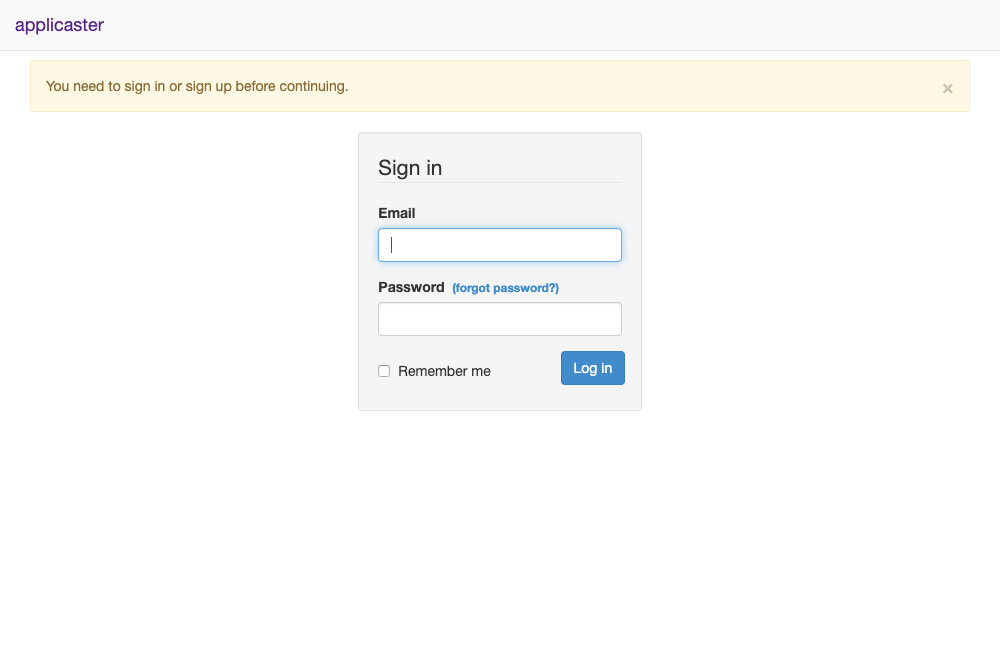 applicaster
You need to sign in or sign up before continuing.
×
Sign in
Email
Password (forgot password?)
Remember me
Log in